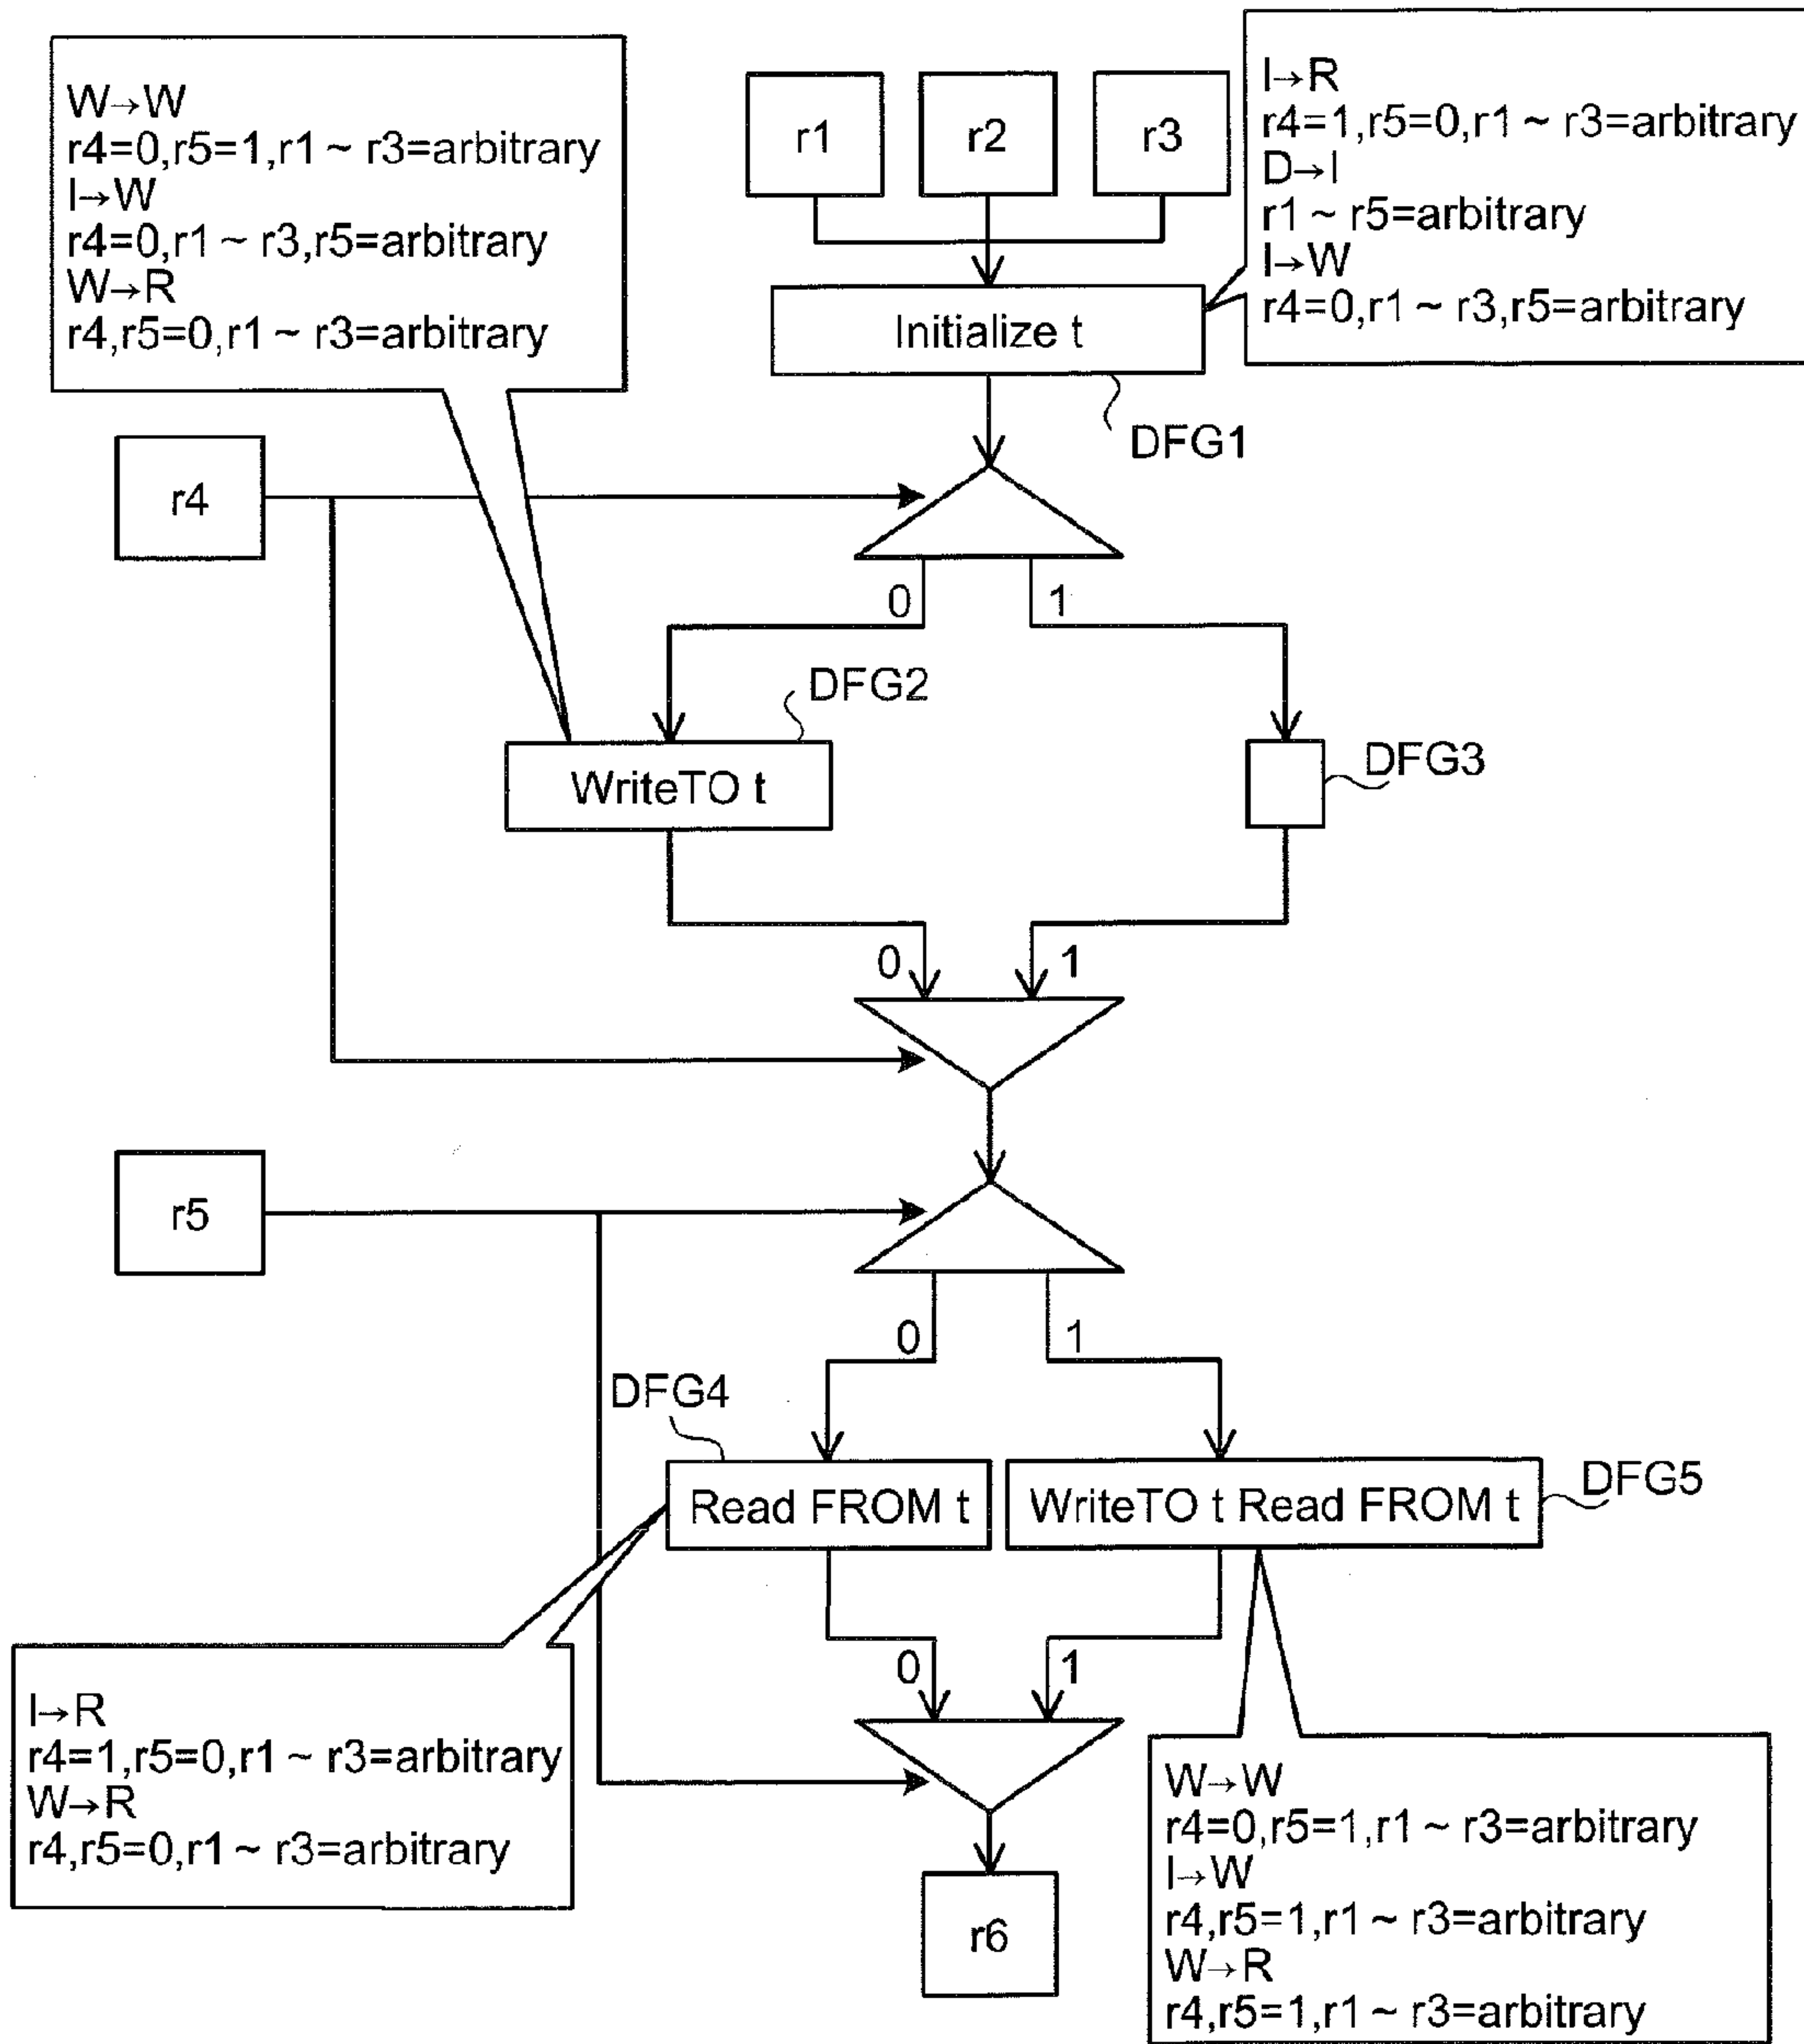 W→W
r4=0,r5=1,r1 ~ r3=arbitrary
I→W
r4=0,r1 ~ r3,r5=arbitrary
W→R
r4,r5=0,r1 ~ r3=arbitrary
r1
r2
r3
I→R
r4=1,r5=0,r1 ~ r3=arbitrary
D→I
r1 ~ r5=arbitrary
I→W
r4=0,r1 ~ r3,r5=arbitrary
Initialize t
DFG1
r4
0
1
DFG2
WriteTO t
DFG3
0
1
r5
0
1
DFG4
Read FROM t
WriteTO t Read FROM t
DFG5
0
1
I→R
r4=1,r5=0,r1 ~ r3=arbitrary
W→R
r4,r5=0,r1 ~ r3=arbitrary
r6
W→W
r4=0,r5=1,r1 ~ r3=arbitrary
I→W
r4,r5=1,r1 ~ r3=arbitrary
W→R
r4,r5=1,r1 ~ r3=arbitrary